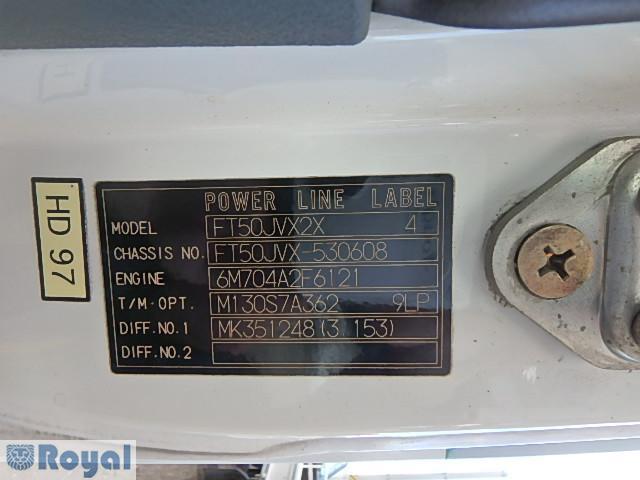 POWER LINE LABEL
MODEL FT50JVX2X 4
CHASSIS NO. FT50JVX-530608
ENGINE 6M704A2F6121
T/M·OPT. M130S7A362 9LP
DIFF.NO.1 MK351248(3.153)
DIFF.NO.2
HD 97
Royal